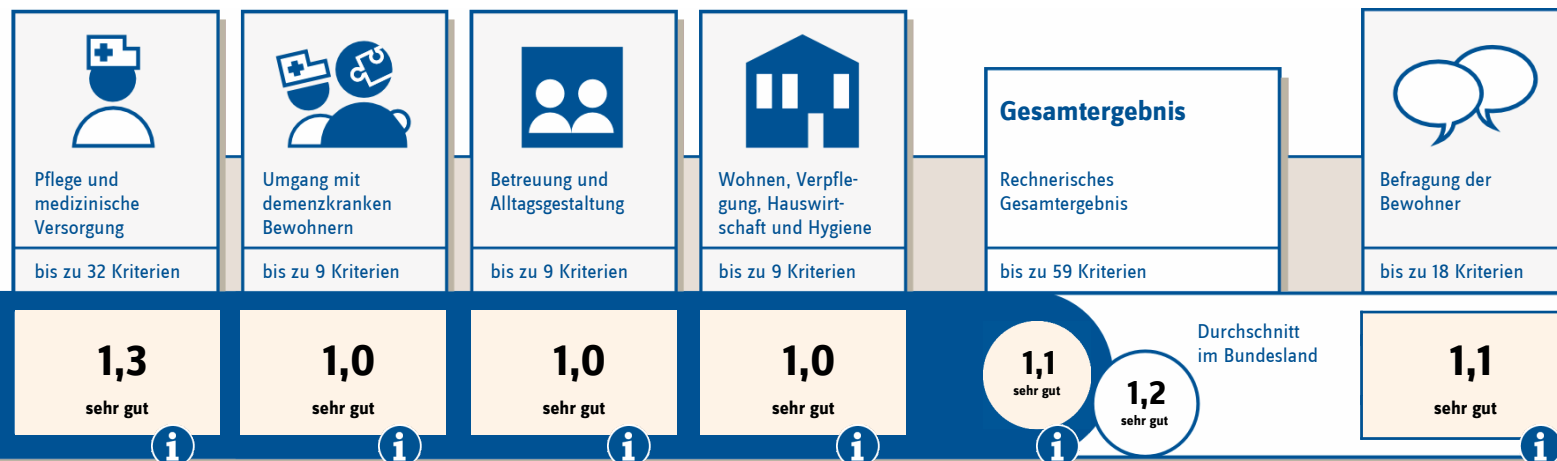 Pflege und
medizinische
Versorgung
bis zu 32 Kriterien
1,3
sehr gut
i
Umgang mit
demenzkranken
Bewohnern
bis zu 9 Kriterien
1,0
sehr gut
i
Betreuung und
Alltagsgestaltung
bis zu 9 Kriterien
1,0
sehr gut
i
Wohnen, Verpfle-
gung, Hauswirt-
schaft und Hygiene
bis zu 9 Kriterien
1,0
sehr gut
i
Gesamtergebnis
Rechnerisches
Gesamtergebnis
bis zu 59 Kriterien
1,1
sehr gut
i
Durchschnitt
im Bundesland
1,2
sehr gut
Befragung der
Bewohner
bis zu 18 Kriterien
1,1
sehr gut
i